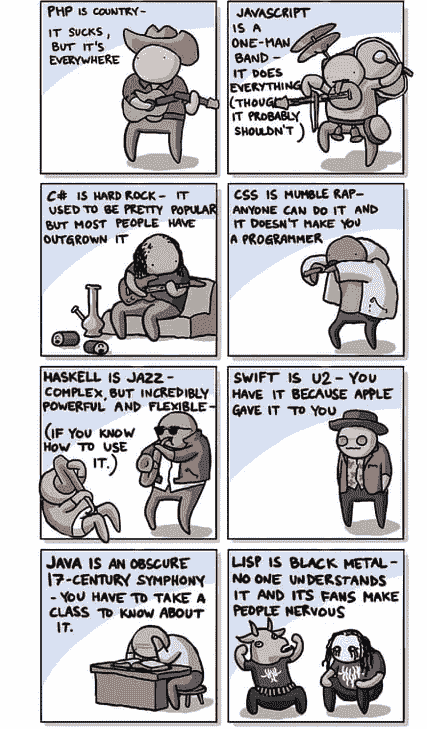 PHP IS COUNTRY-
IT SUCKS,
BUT IT'S
EVERYWHERE
JAVASCRIPT
IS A
ONE-MAN
BAND-
IT DOES
EVERYTHING
(THOUGH
IT PROBABLY
SHOULDN'T)
C# IS HARD ROCK- IT
USED TO BE PRETTY POPULAR
BUT MOST PEOPLE HAVE
OUTGROWN IT
CSS IS MUMBLE RAP-
ANYONE CAN DO IT AND
IT DOESN'T MAKE YOU
A PROGRAMMER
HASKELL IS JAZZ-
COMPLEX, BUT INCREDIBLY
POWERFUL AND FLEXIBLE-
(IF YOU KNOW
HOW TO USE
IT.)
SWIFT IS U2- YOU
HAVE IT BECAUSE APPLE
GAVE IT TO YOU
JAVA IS AN OBSCURE
17-CENTURY SYMPHONY
- YOU HAVE TO TAKE A
CLASS TO KNOW ABOUT
IT.
LISP IS BLACK METAL-
NO ONE UNDERSTANDS
IT AND ITS FANS MAKE
PEOPLE NERVOUS